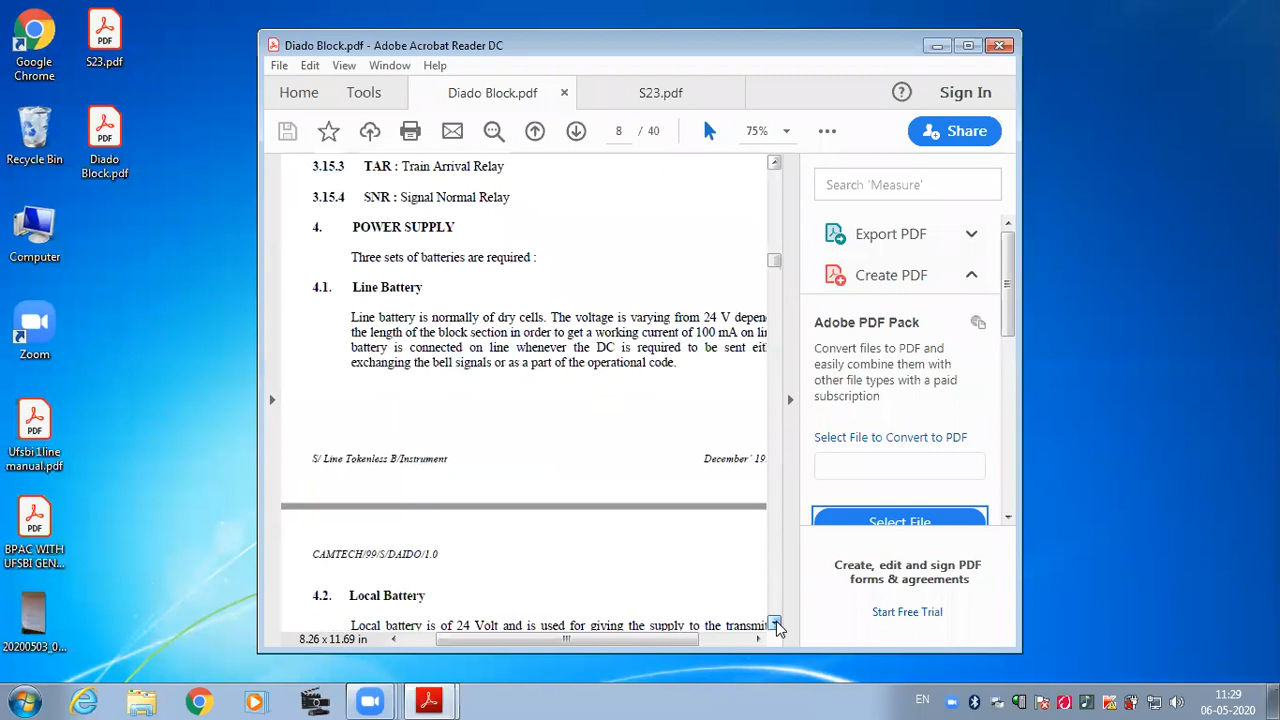 Google
Chrome
S23.pdf
Recycle Bin
Diado
Block.pdf
Computer
Zoom
Ufsbi 1line
manual.pdf
BPAC WITH
UFSBI GEN...
20200503_0...
Diado Block.pdf - Adobe Acrobat Reader DC
File Edit View Window Help
Home Tools Diado Block.pdf × S23.pdf ? Sign In
8 / 40 75% Share
3.15.3 TAR : Train Arrival Relay
3.15.4 SNR : Signal Normal Relay
4. POWER SUPPLY
Three sets of batteries are required :
4.1. Line Battery
Line battery is normally of dry cells. The voltage is varying from 24 V depen
the length of the block section in order to get a working current of 100 mA on li
battery is connected on line whenever the DC is required to be sent eit
exchanging the bell signals or as a part of the operational code.
S/ Line Tokenless B/Instrument December' 19
CAMTECH/99/S/DAIDO/1.0
4.2. Local Battery
Local battery is of 24 Volt and is used for giving the supply to the transmi
8.26 x 11.69 in
Search 'Measure'
Export PDF
Create PDF
Adobe PDF Pack
Convert files to PDF and
easily combine them with
other file types with a paid
subscription
Select File to Convert to PDF
Select File
Create, edit and sign PDF
forms & agreements
Start Free Trial
EN
11:29
06-05-2020